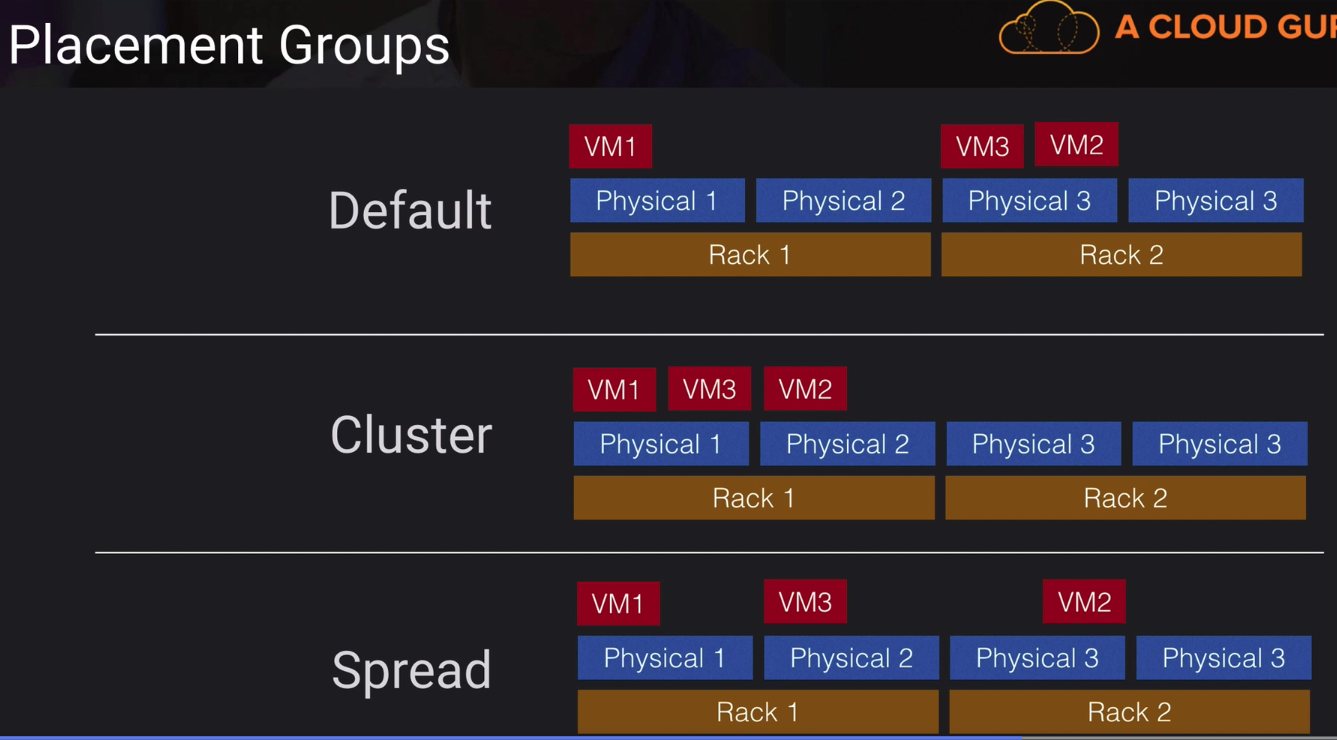 Placement Groups
A CLOUD GUR
Default
VM1 VM3 VM2
Physical 1 Physical 2 Physical 3 Physical 3
Rack 1 Rack 2
Cluster
VM1 VM3 VM2
Physical 1 Physical 2 Physical 3 Physical 3
Rack 1 Rack 2
Spread
VM1 VM3 VM2
Physical 1 Physical 2 Physical 3 Physical 3
Rack 1 Rack 2